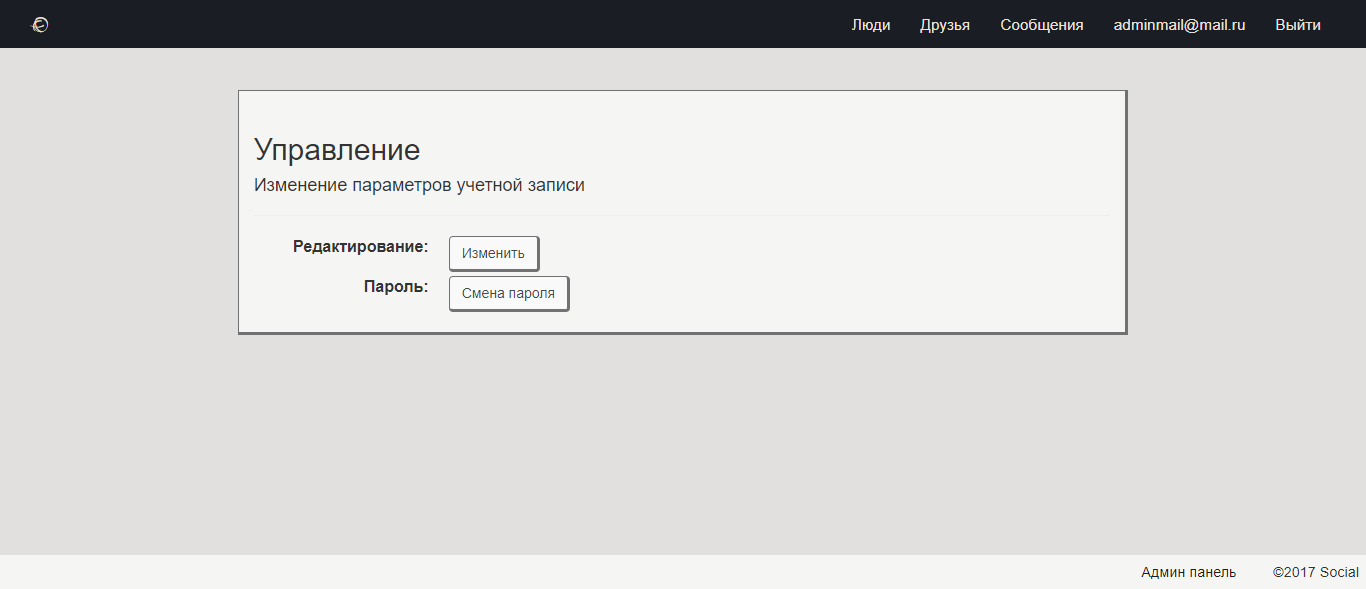 Люди Друзья Сообщения adminmail@mail.ru Выйти
Управление
Изменение параметров учетной записи
Редактирование: Изменить
Пароль: Смена пароля
Админ панель ©2017 Social